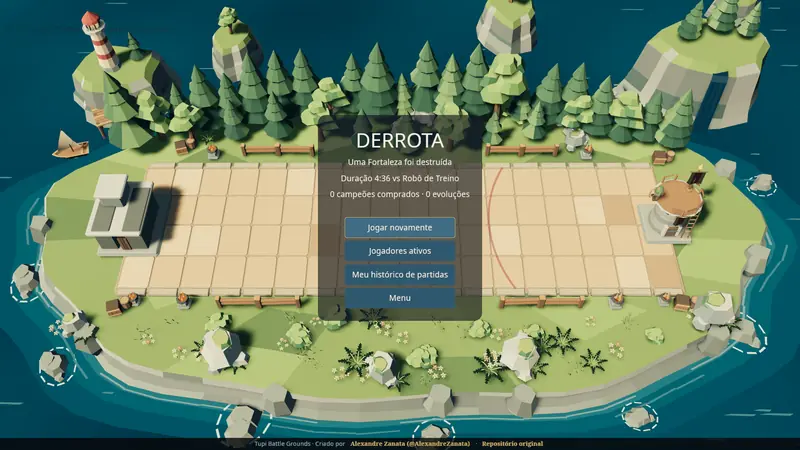 DERROTA
Uma Fortaleza foi destruída
Duração 4:36 vs Robô de Treino
0 campeões comprados · 0 evoluções
Jogar novamente
Jogadores ativos
Meu histórico de partidas
Menu
Tupi Battle Grounds · Criado por Alexandre Zanata (@AlexandreZanata) · Repositório original